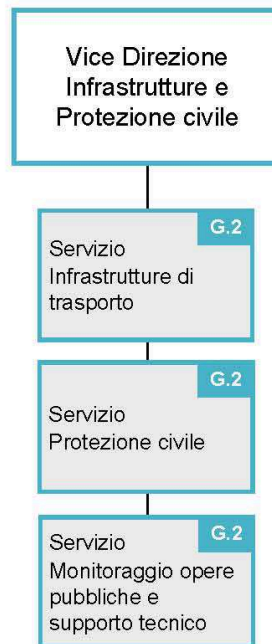 Vice Direzione
Infrastrutture e
Protezione civile
G.2
Servizio
Infrastrutture di
trasporto
G.2
Servizio
Protezione civile
G.2
Servizio
Monitoraggio opere
pubbliche e
supporto tecnico